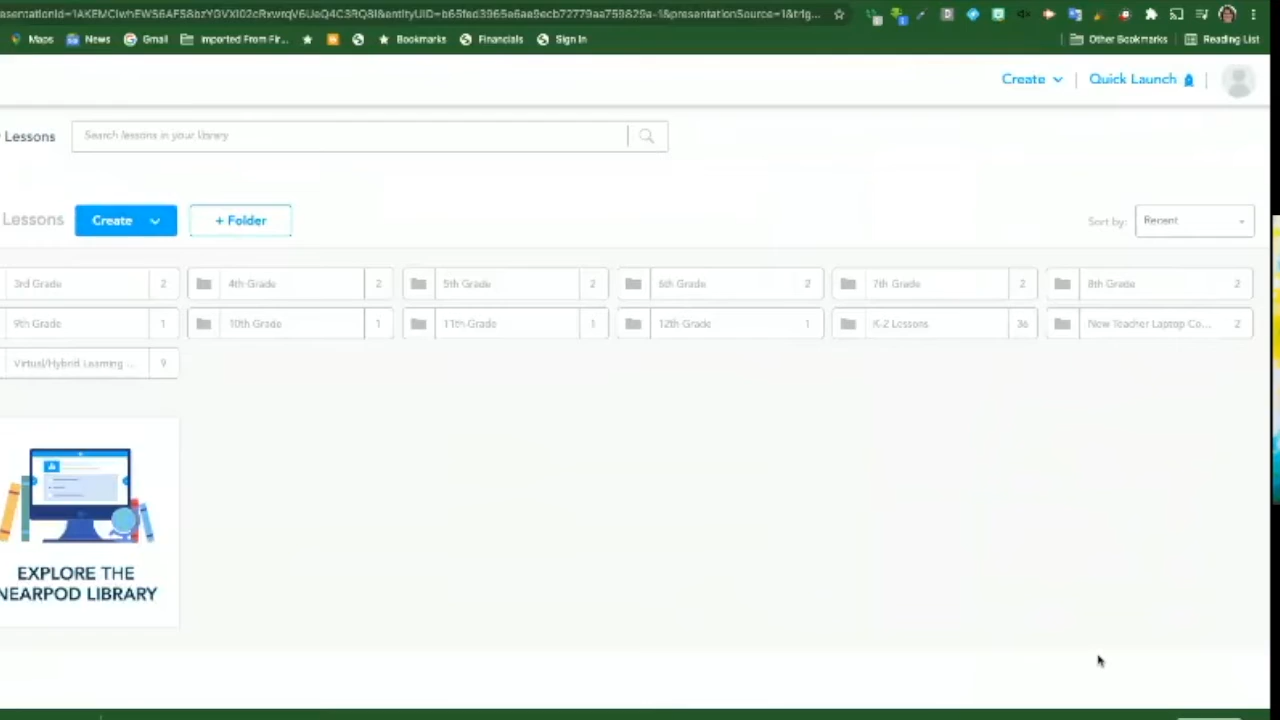 Maps News Gmail Imported From Fir... Bookmarks Financials Sign In Other Bookmarks Reading List
Create Quick Launch
Lessons Search lessons in your library
Lessons Create + Folder Sort by: Recent
3rd Grade 2 4th Grade 2 5th Grade 2 6th Grade 2 7th Grade 2 8th Grade 2
9th Grade 1 10th Grade 1 11th Grade 1 12th Grade 1 K-2 Lessons 36 New Teacher Laptop Co... 2
Virtual/Hybrid Learning ... 9
EXPLORE THE
NEARPOD LIBRARY